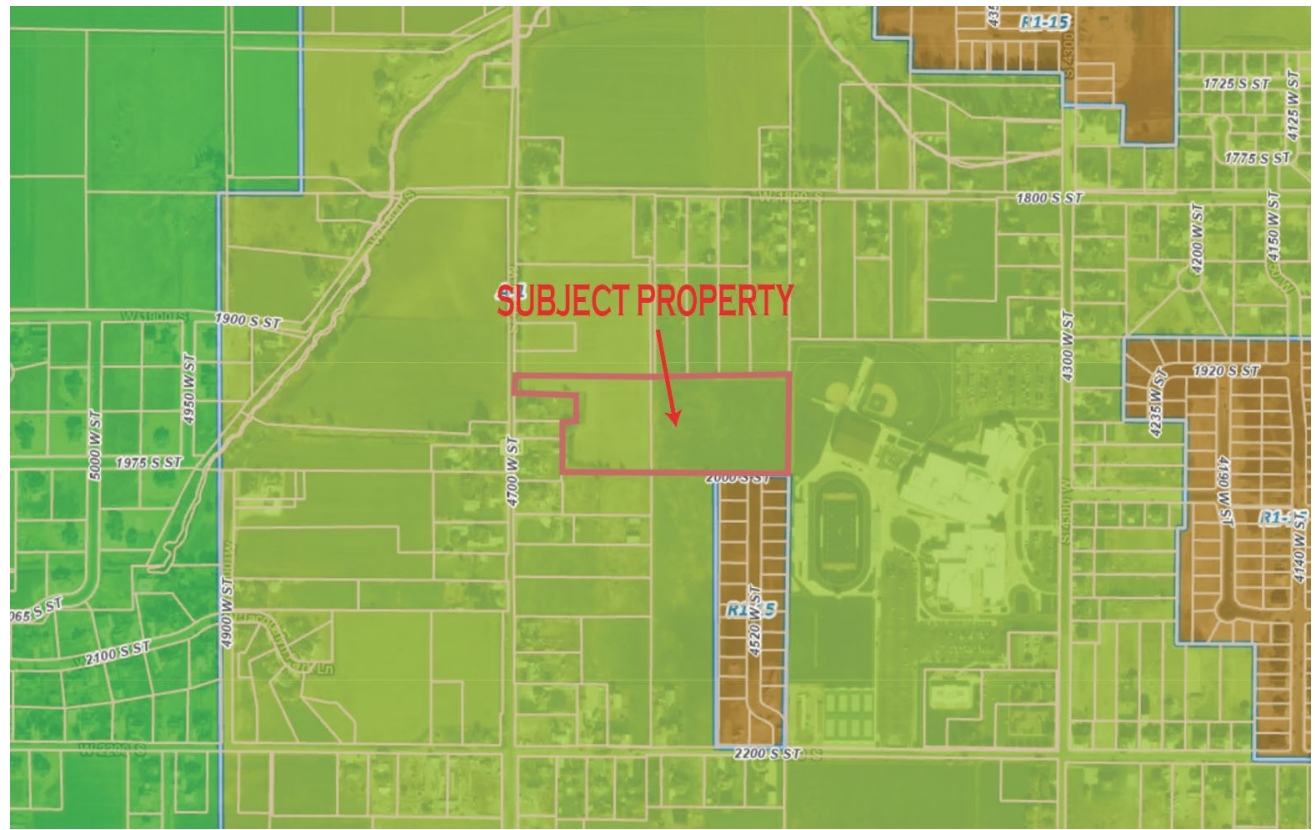 R1-15
1725 S ST
4125 W ST
1775 S ST
1800 S ST
4200 W ST
4150 W ST
SUBJECT PROPERTY
1900 S ST
4300 W ST
4950 W ST
1920 S ST
4235 W ST
5000 W ST
1975 S ST
4700 W ST
2000 S ST
4190 W ST
S 4300 W
4140 W ST
4520 W ST
R1-15
4900 W ST
2100 S ST
W 2200 S
2200 S ST